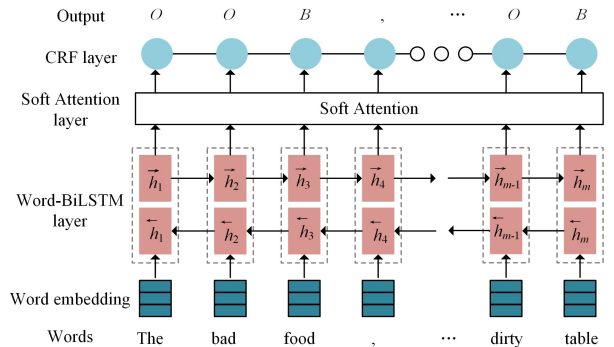 Output O O B , ... O B
CRF layer
Soft Attention layer
Soft Attention
Word-BiLSTM layer
h₁ h₂ h₃ h₄ hₘ₋₁ hₘ
h₁ h₂ h₃ h₄ hₘ₋₁ hₘ
Word embedding
Words The bad food , ... dirty table